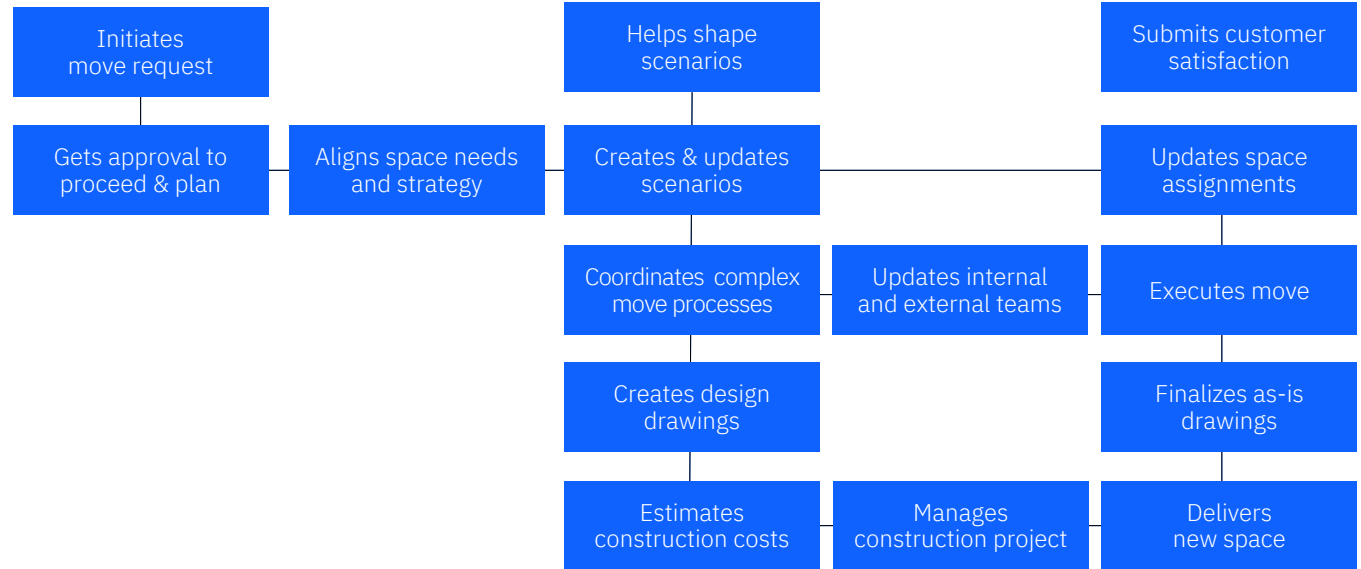 Initiates
move request
Helps shape
scenarios
Submits customer
satisfaction
Gets approval to
proceed & plan
Aligns space needs
and strategy
Creates & updates
scenarios
Updates space
assignments
Coordinates complex
move processes
Updates internal
and external teams
Executes move
Creates design
drawings
Finalizes as-is
drawings
Estimates
construction costs
Manages
construction project
Delivers
new space